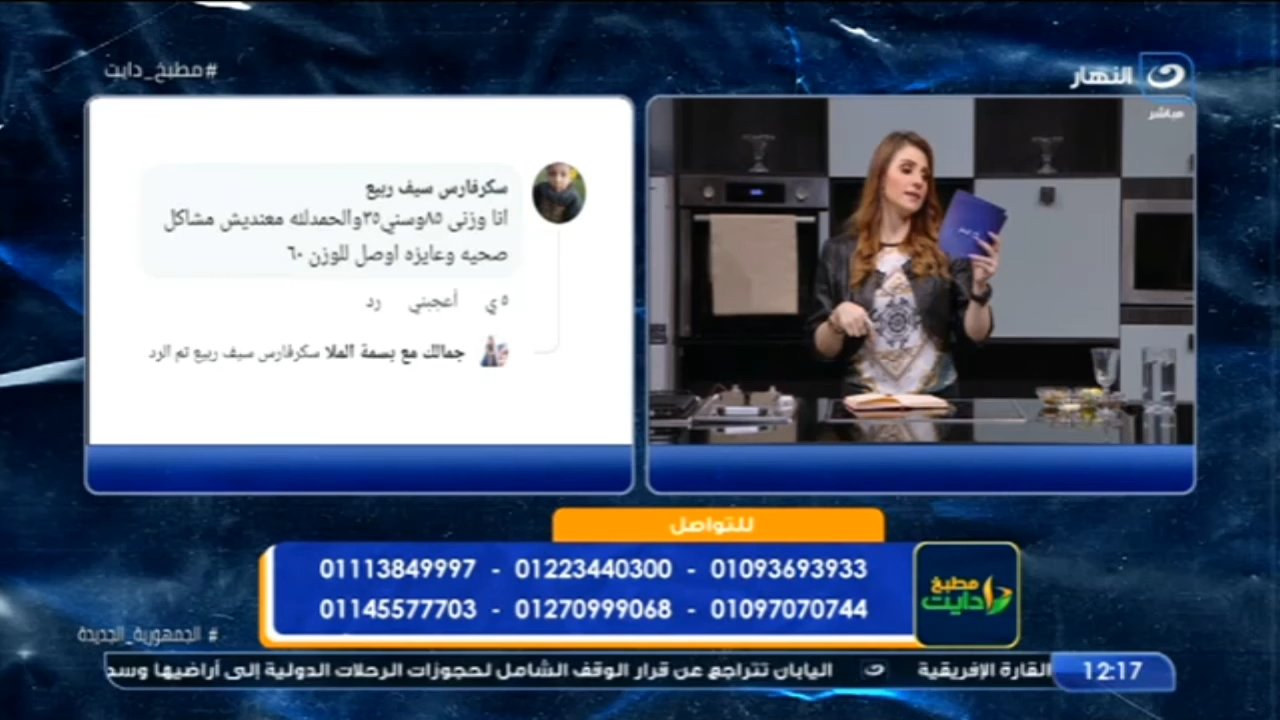 #مطبخ_دايت
النهار
مباشر
سكرفارس سيف ربيع
انا وزنى ٨٥وسني٣٥والحمدلله معنديش مشاكل
صحيه وعايزه اوصل للوزن ٦٠
٥ ي أعجبني رد
جمالك مع بسمة الملا سكرفارس سيف ربيع تم الرد
للتواصل
01113849997 - 01223440300 - 01093693933
01145577703 - 01270999068 - 01097070744
مطبخ
دايت
# الجمهورية_الجديدة
القارة الإفريقية اليابان تتراجع عن قرار الوقف الشامل لحجوزات الرحلات الدولية إلى أراضيها وسد
12:17